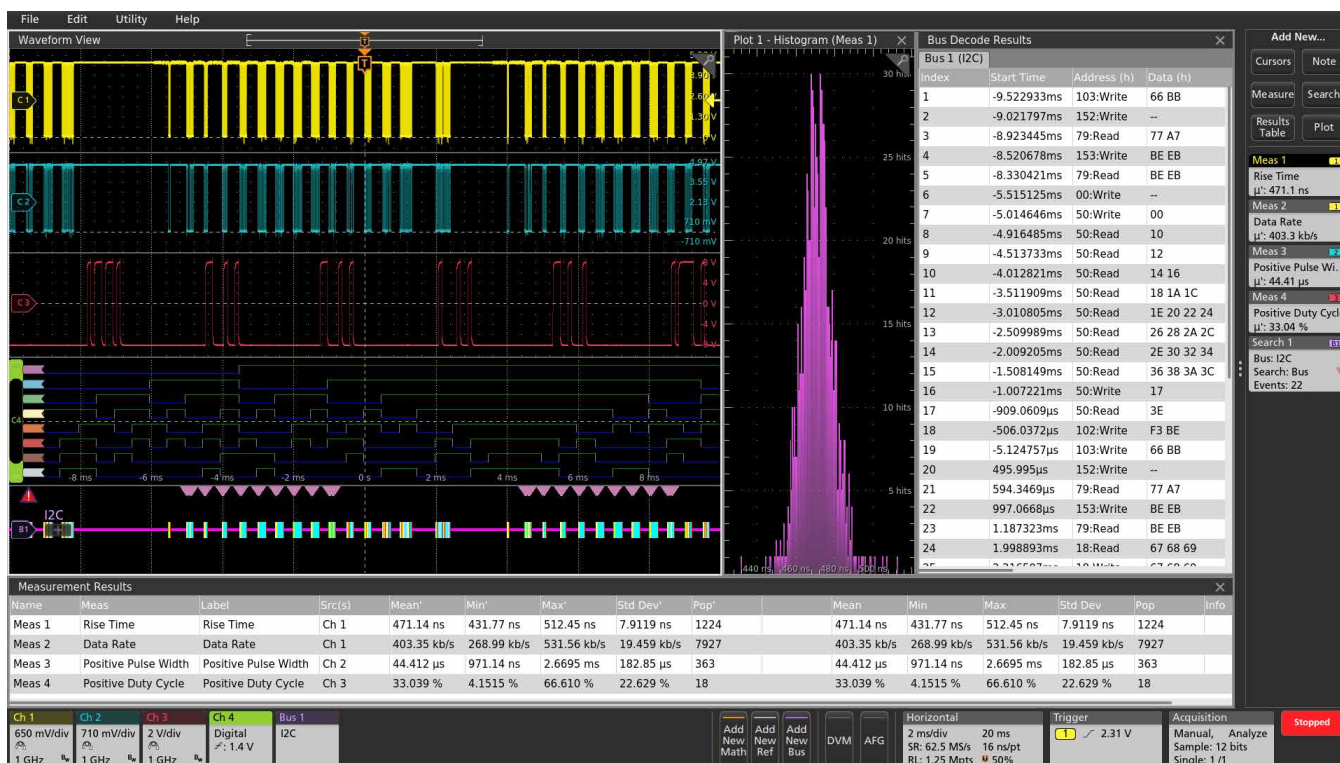 File Edit Utility Help
Waveform View
Plot 1 - Histogram (Meas 1)
Bus Decode Results
Add New...
Cursors Note
Measure Search
Results Table Plot
Bus 1 (I2C)
Index Start Time Address (h) Data (h)
1 -9.522933ms 103:Write 66 BB
2 -9.021797ms 152:Write --
3 -8.923445ms 79:Read 77 A7
4 -8.520678ms 153:Write BE EB
5 -8.330421ms 79:Read BE EB
6 -5.515125ms 00:Write --
7 -5.014646ms 50:Write 00
8 -4.916485ms 50:Read 10
9 -4.513733ms 50:Read 12
10 -4.012821ms 50:Read 14 16
11 -3.511909ms 50:Read 18 1A 1C
12 -3.010805ms 50:Read 1E 20 22 24
13 -2.509989ms 50:Read 26 28 2A 2C
14 -2.009205ms 50:Read 2E 30 32 34
15 -1.508149ms 50:Read 36 38 3A 3C
16 -1.007221ms 50:Write 17
17 -909.0609µs 50:Read 3E
18 -506.0372µs 102:Write F3 BE
19 -5.124757µs 103:Write 66 BB
20 495.995µs 152:Write --
21 594.3469µs 79:Read 77 A7
22 997.0668µs 153:Write BE EB
23 1.187323ms 79:Read BE EB
24 1.998893ms 18:Read 67 68 69
C1
1.30 V
C2
4.97 V
3.55 V
2.13 V
710 mV
-710 mV
C3
8 V
4 V
0 V
-4 V
-8 V
C4
-8 ms -6 ms -4 ms -2 ms 0 s 2 ms 4 ms 6 ms 8 ms
I2C
B1
30 hits
25 hits
20 hits
15 hits
10 hits
5 hits
440 ns 460 ns 480 ns 500 ns
Meas 1
Rise Time
µ': 471.1 ns
Meas 2
Data Rate
µ': 403.3 kb/s
Meas 3
Positive Pulse Wi...
µ': 44.41 µs
Meas 4
Positive Duty Cycle
µ': 33.04 %
Search 1 B1
Bus: I2C
Search: Bus
Events: 22
Measurement Results
Name Meas Label Src(s) Mean' Min' Max' Std Dev' Pop' Mean Min Max Std Dev Pop Info
Meas 1 Rise Time Rise Time Ch 1 471.14 ns 431.77 ns 512.45 ns 7.9119 ns 1224 471.14 ns 431.77 ns 512.45 ns 7.9119 ns 1224
Meas 2 Data Rate Data Rate Ch 1 403.35 kb/s 268.99 kb/s 531.56 kb/s 19.459 kb/s 7927 403.35 kb/s 268.99 kb/s 531.56 kb/s 19.459 kb/s 7927
Meas 3 Positive Pulse Width Positive Pulse Width Ch 2 44.412 µs 971.14 ns 2.6695 ms 182.85 µs 363 44.412 µs 971.14 ns 2.6695 ms 182.85 µs 363
Meas 4 Positive Duty Cycle Positive Duty Cycle Ch 3 33.039 % 4.1515 % 66.610 % 22.629 % 18 33.039 % 4.1515 % 66.610 % 22.629 % 18
Ch 1
650 mV/div
1 GHz
Ch 2
710 mV/div
1 GHz
Ch 3
2 V/div
1 GHz
Ch 4
Digital
: 1.4 V
Bus 1
I2C
Add New Math
Add New Ref
Add New Bus
DVM AFG
Horizontal
2 ms/div 20 ms
SR: 62.5 MS/s 16 ns/pt
RL: 1.25 Mpts 50%
Trigger
1 2.31 V
Acquisition
Manual, Analyze
Sample: 12 bits
Single: 1 /1
Stopped